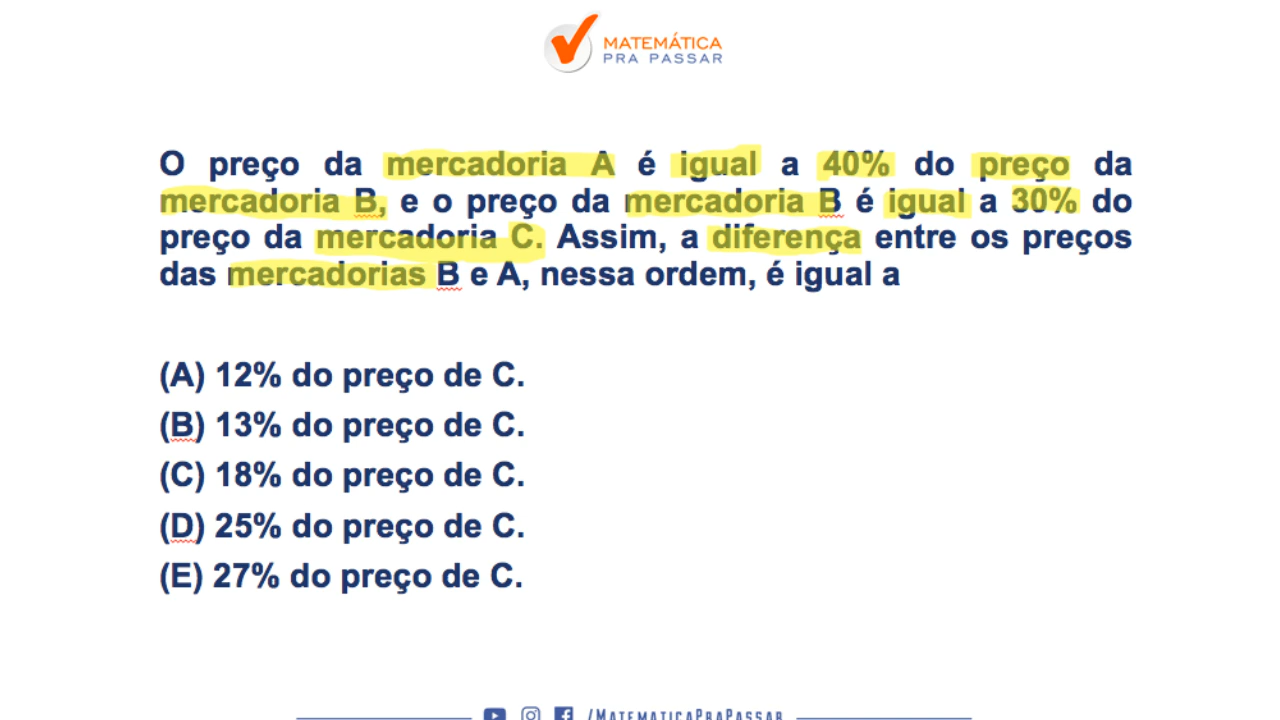 MATEMÁTICA
PRA PASSAR
O preço da mercadoria A é igual a 40% do preço da
mercadoria B, e o preço da mercadoria B é igual a 30% do
preço da mercadoria C. Assim, a diferença entre os preços
das mercadorias B e A, nessa ordem, é igual a
(A) 12% do preço de C.
(B) 13% do preço de C.
(C) 18% do preço de C.
(D) 25% do preço de C.
(E) 27% do preço de C.
/MATEMATICAPRAPASSAR